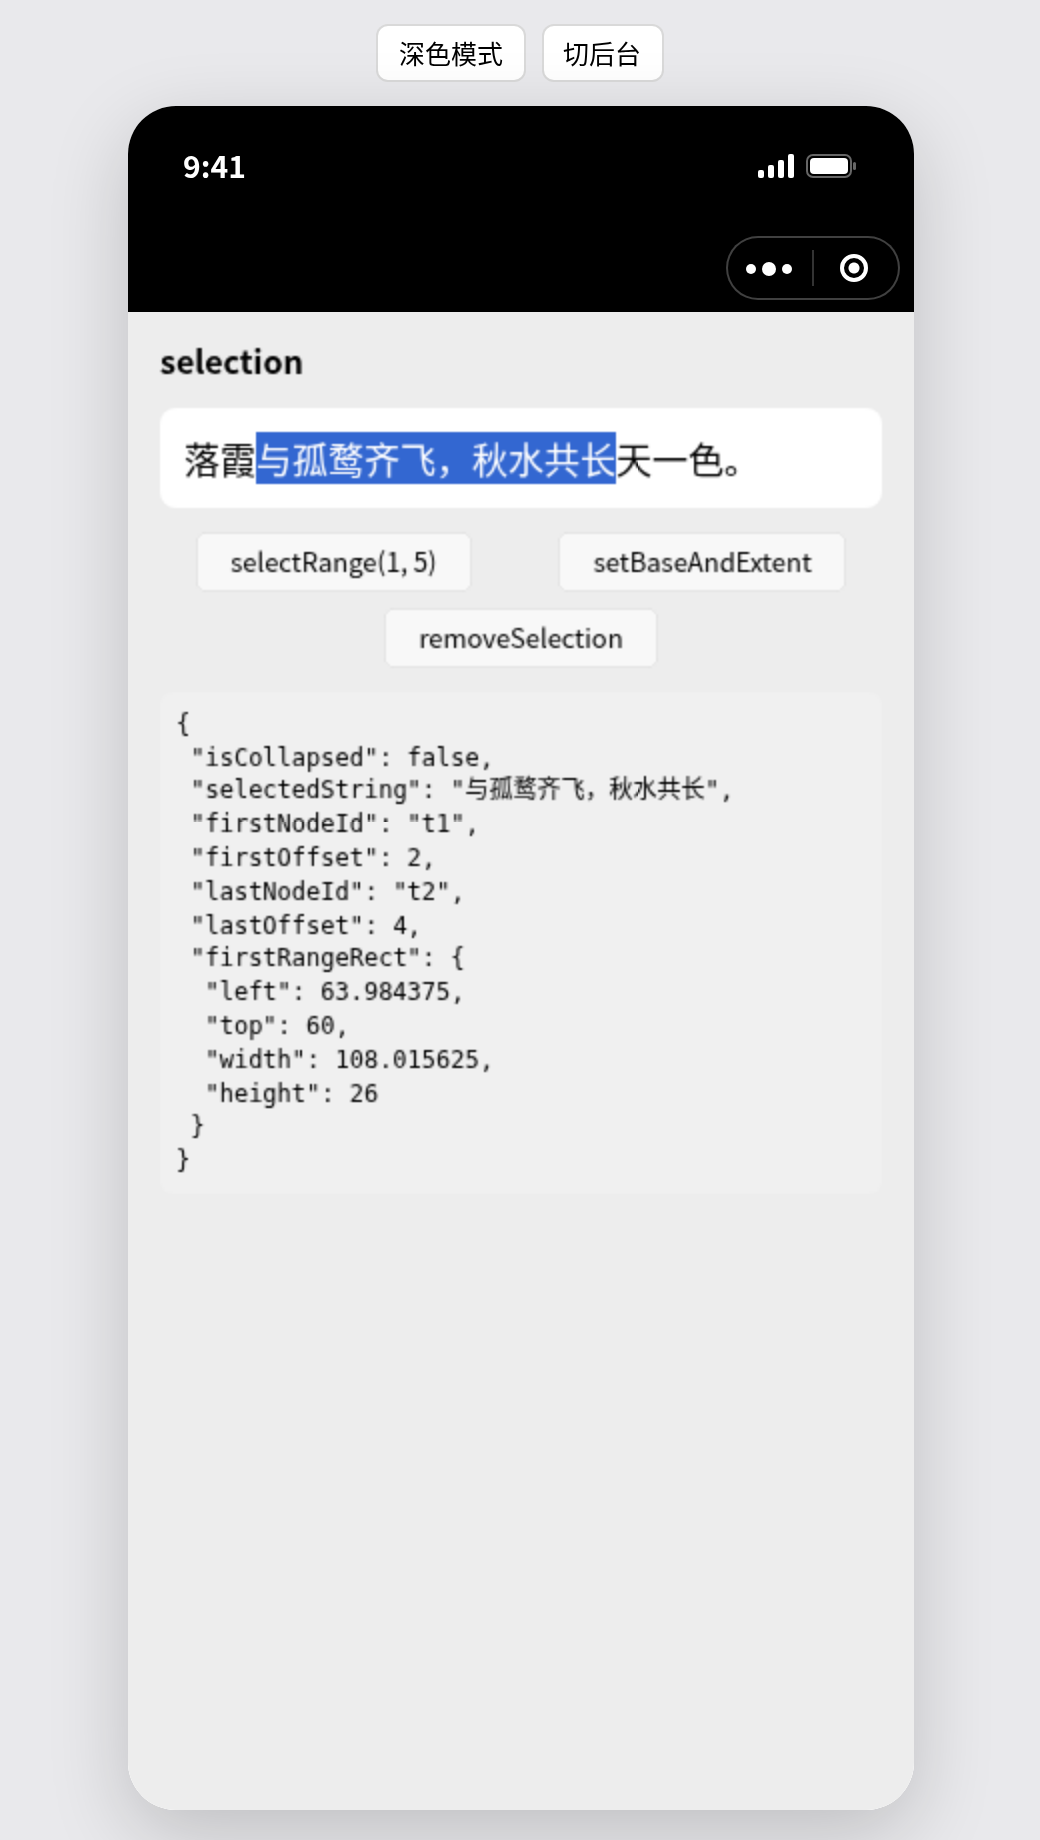 深色模式 切后台
9:41
selection
落霞与孤鹜齐飞，秋水共长天一色。
selectRange(1, 5) setBaseAndExtent
removeSelection
{
 "isCollapsed": false,
 "selectedString": "与孤鹜齐飞，秋水共长",
 "firstNodeId": "t1",
 "firstOffset": 2,
 "lastNodeId": "t2",
 "lastOffset": 4,
 "firstRangeRect": {
  "left": 63.984375,
  "top": 60,
  "width": 108.015625,
  "height": 26
 }
}